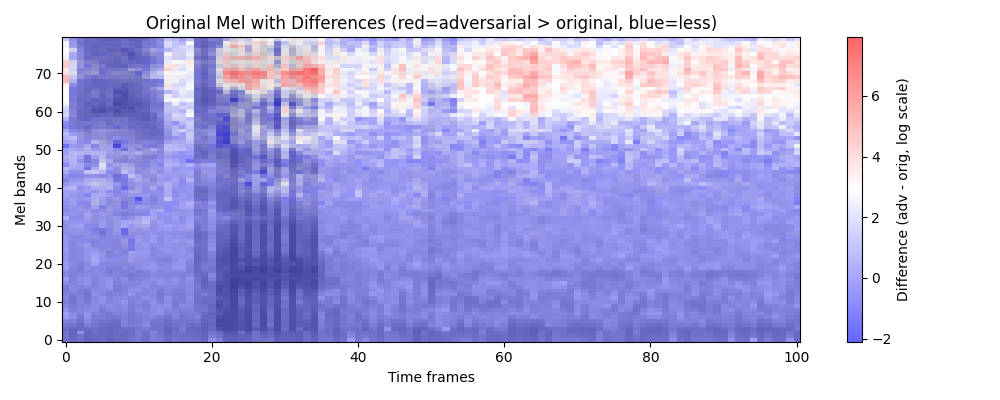 Original Mel with Differences (red=adversarial > original, blue=less)
Mel bands
70
60
50
40
30
20
10
0
0 20 40 60 80 100
Time frames
6
4
2
0
−2
Difference (adv - orig, log scale)